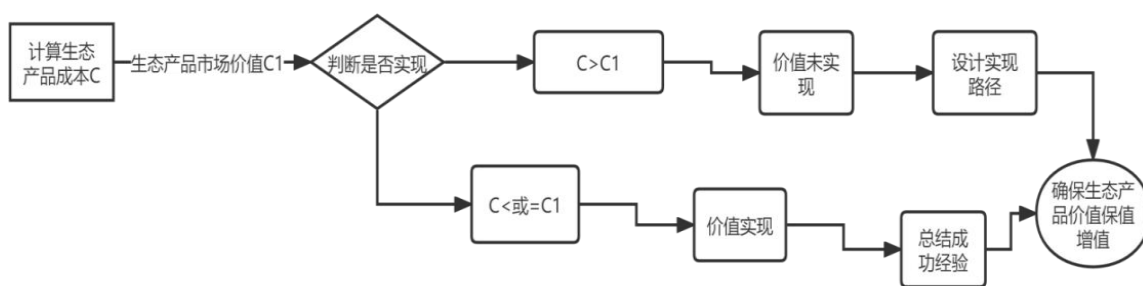 计算生态
产品成本C
生态产品市场价值C1
判断是否实现
C>C1
价值未实
现
设计实现
路径
C<或=C1
价值实现
总结成
功经验
确保生态产
品价值保值
增值